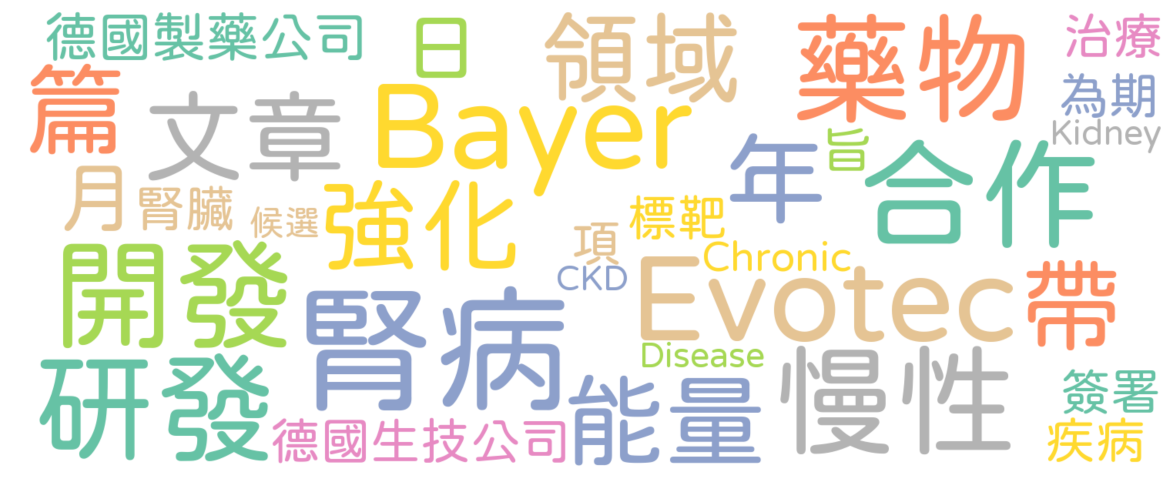 德國製藥公司
日
領域
藥物
治療
篇
文章
Bayer
為期
Kidney
年
旨
合作
月
腎臟
候選
強化
標靶
項
Chronic
CKD
開發
腎病
Evotec
帶
Disease
研發
德國生技公司
能量
慢性
簽署
疾病